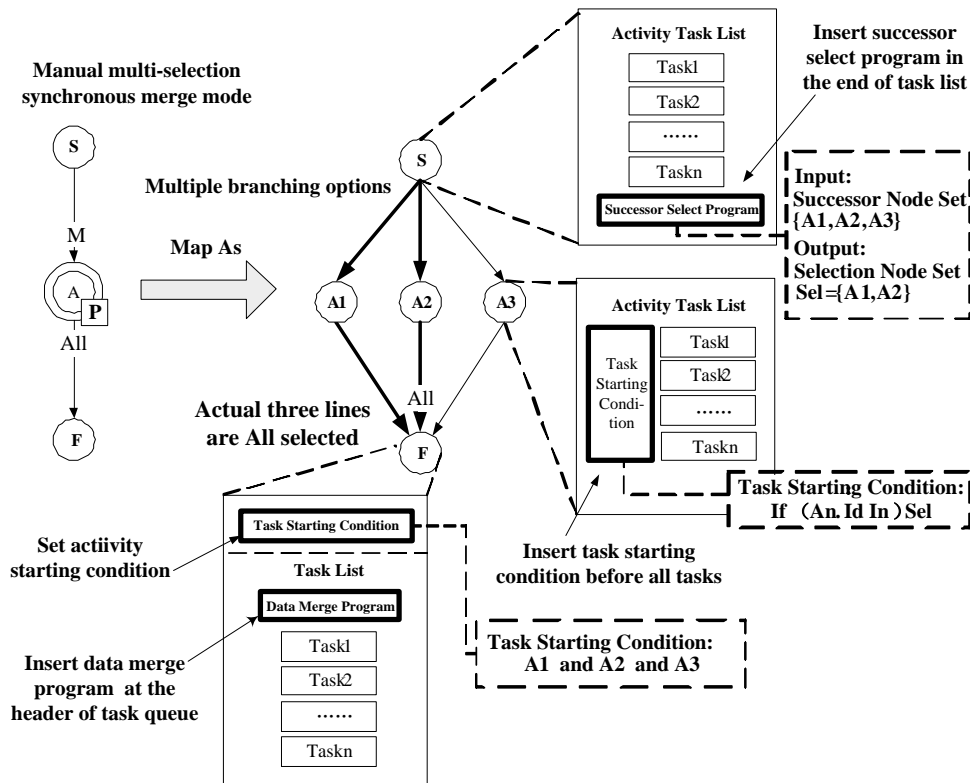 Manual multi-selection
synchronous merge mode
S
M
A
P
All
F
Map As
Multiple branching options
S
A1
A2
A3
All
F
Actual three lines
are All selected
Activity Task List
Task1
Task2
......
Taskn
Successor Select Program
Insert successor
select program in
the end of task list
Input:
Successor Node Set
{A1,A2,A3}
Output:
Selection Node Set
Sel={A1,A2}
Activity Task List
Task
Starting
Condi-
tion
Task1
Task2
......
Taskn
Task Starting Condition:
If （An.Id In）Sel
Insert task starting
condition before all tasks
Task Starting Condition
Set actiivity
starting condition
Task List
Data Merge Program
Task1
Task2
......
Taskn
Insert data merge
program at the
header of task queue
Task Starting Condition:
A1 and A2 and A3